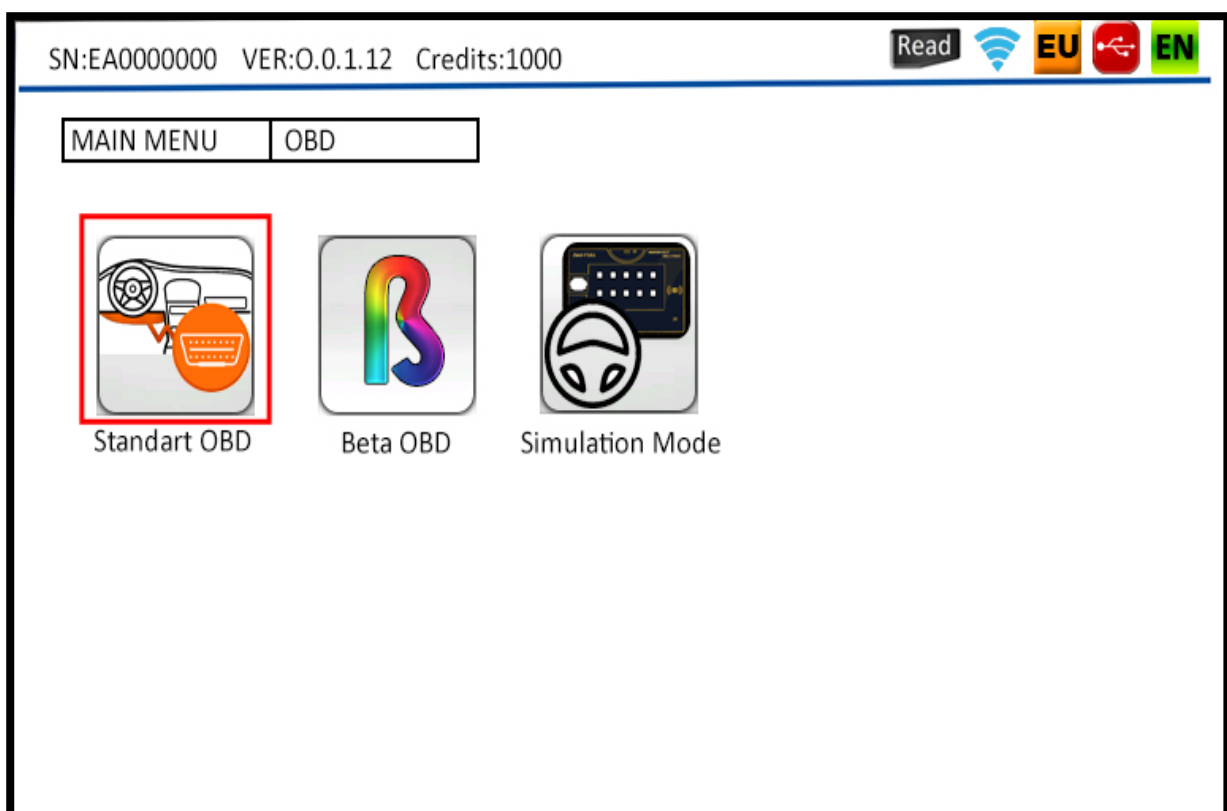 SN:EA0000000 VER:O.0.1.12 Credits:1000 Read EU EN
MAIN MENU OBD
Standart OBD Beta OBD Simulation Mode